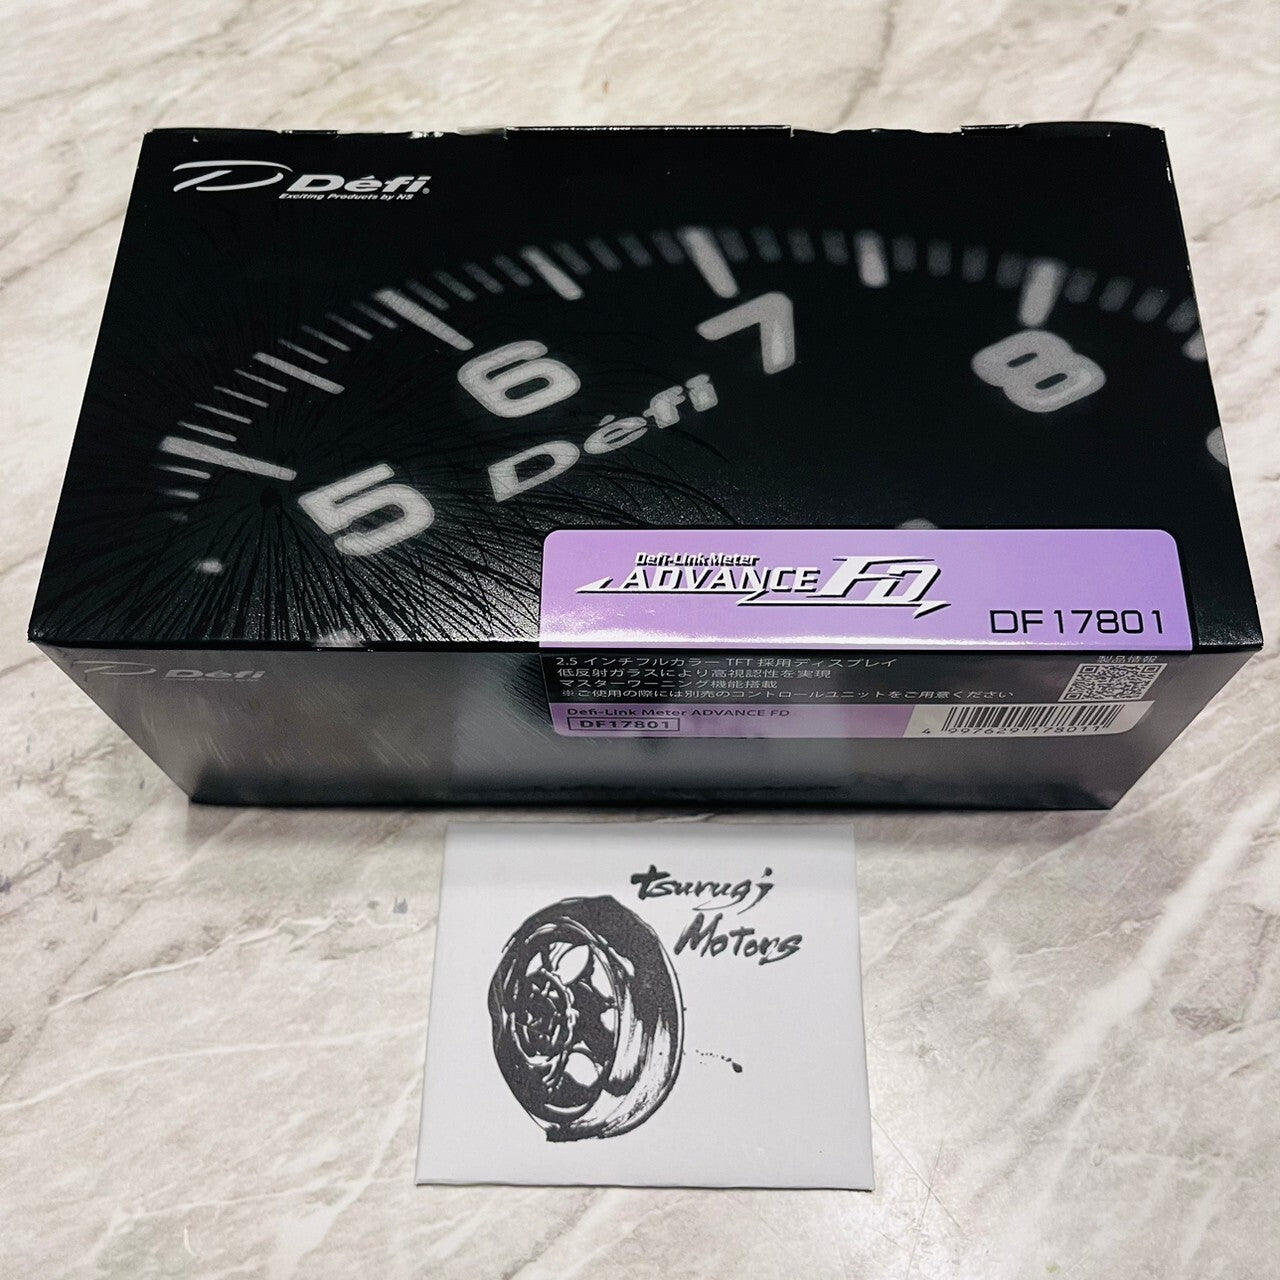 Défi®
Exciting Products by NS
5 6 7 8
Défi
Defi-Link Meter
ADVANCE FD
DF17801
Défi
2.5 インチフルカラー TFT 採用ディスプレイ
低反射ガラスにより高視認性を実現
マスターワーニング機能搭載
※ご使用の際には別売のコントロールユニットをご用意ください
製品情報
Defi-Link Meter ADVANCE FD
DF17801
4 997629 178011
Tsurugi
Motors